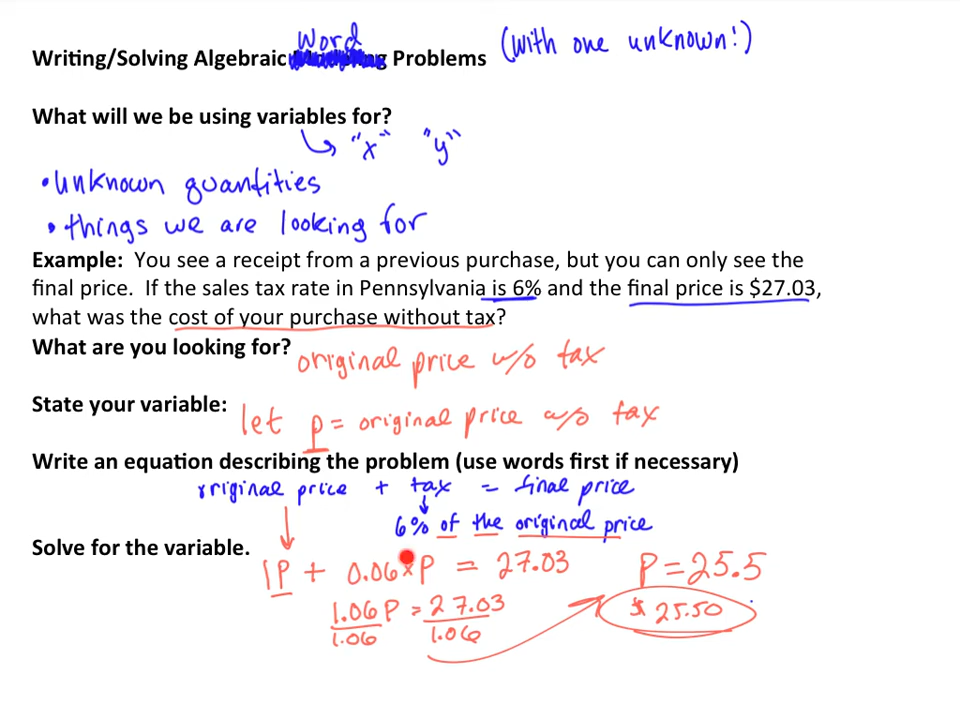 Writing/Solving Algebraic Word Problems (with one unknown!)
What will we be using variables for?
"x" "y"
• unknown quantities
• things we are looking for
Example: You see a receipt from a previous purchase, but you can only see the
final price. If the sales tax rate in Pennsylvania is 6% and the final price is $27.03,
what was the cost of your purchase without tax?
What are you looking for? original price w/o tax
State your variable: let p = original price w/o tax
Write an equation describing the problem (use words first if necessary)
original price + tax = final price
6% of the original price
Solve for the variable.
1P + 0.06 × P = 27.03 P = 25.5
1.06 P = 27.03 $ 25.50
1.06 1.06